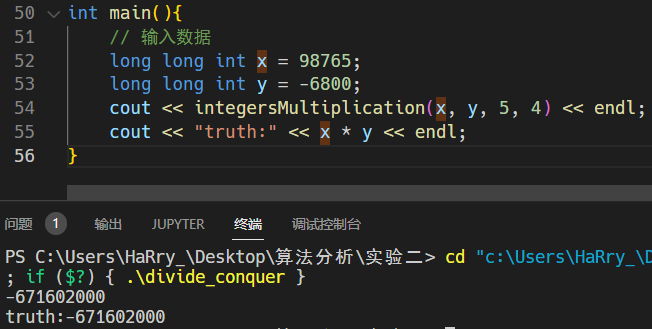 50 int main(){
51 // 输入数据
52 long long int x = 98765;
53 long long int y = -6800;
54 cout << integersMultiplication(x, y, 5, 4) << endl;
55 cout << "truth:" << x * y << endl;
56 }
问题 1 输出 JUPYTER 终端 调试控制台
PS C:\Users\HaRry_\Desktop\算法分析\实验二> cd "c:\Users\HaRry_\D
; if ($?) { .\divide_conquer }
-671602000
truth:-671602000